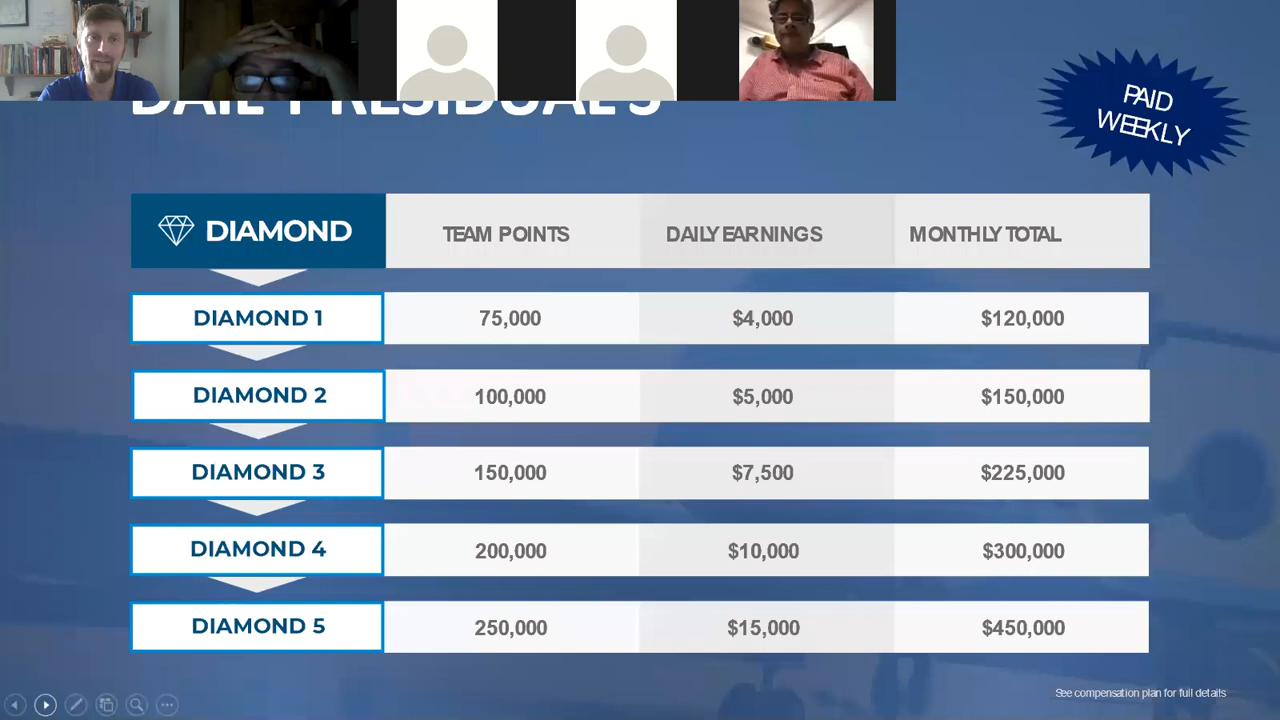 DAILY RESIDUAL'S
PAID
WEEKLY
DIAMOND TEAM POINTS DAILY EARNINGS MONTHLY TOTAL
DIAMOND 1 75,000 $4,000 $120,000
DIAMOND 2 100,000 $5,000 $150,000
DIAMOND 3 150,000 $7,500 $225,000
DIAMOND 4 200,000 $10,000 $300,000
DIAMOND 5 250,000 $15,000 $450,000
See compensation plan for full details